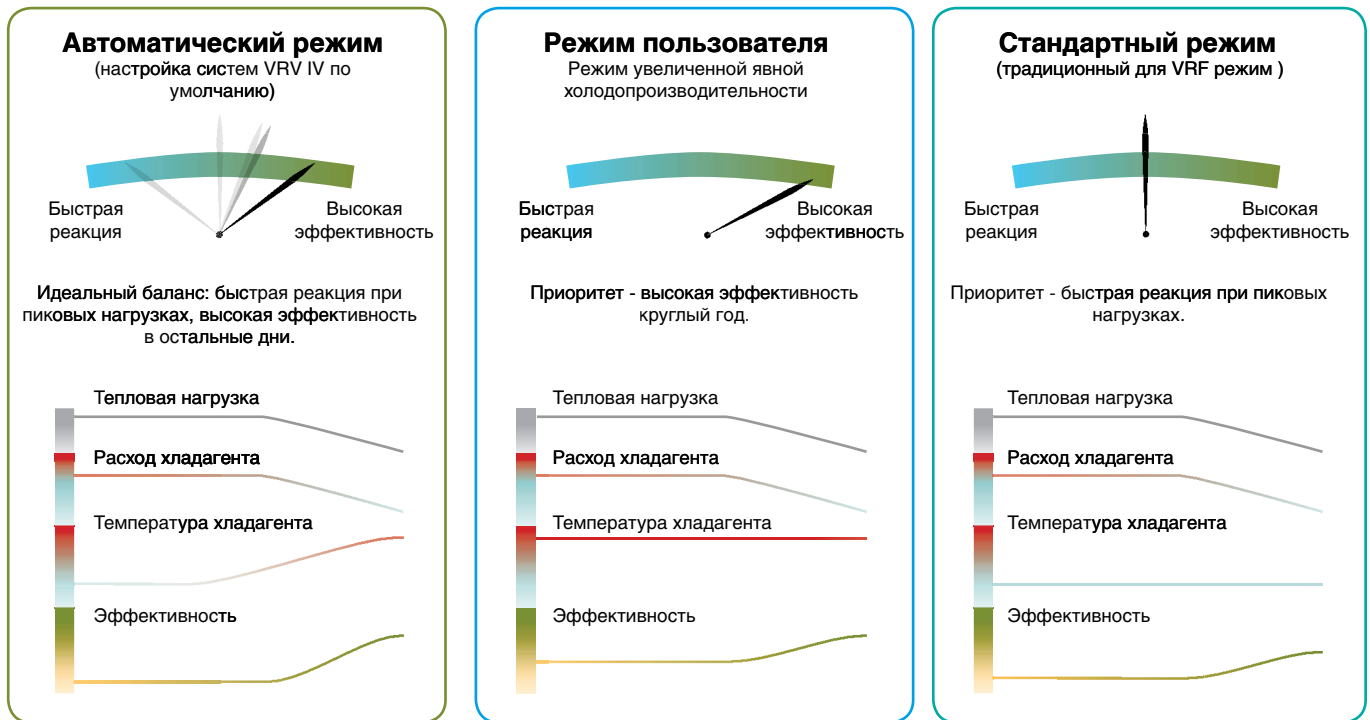 Автоматический режим
(настройка систем VRV IV по
умолчанию)
Быстрая
реакция
Высокая
эффективность
Идеальный баланс: быстрая реакция при
пиковых нагрузках, высокая эффективность
в остальные дни.
Тепловая нагрузка
Расход хладагента
Температура хладагента
Эффективность
Режим пользователя
Режим увеличенной явной
холодопроизводительности
Быстрая
реакция
Высокая
эффективность
Приоритет - высокая эффективность
круглый год.
Тепловая нагрузка
Расход хладагента
Температура хладагента
Эффективность
Стандартный режим
(традиционный для VRF режим )
Быстрая
реакция
Высокая
эффективность
Приоритет - быстрая реакция при пиковых
нагрузках.
Тепловая нагрузка
Расход хладагента
Температура хладагента
Эффективность